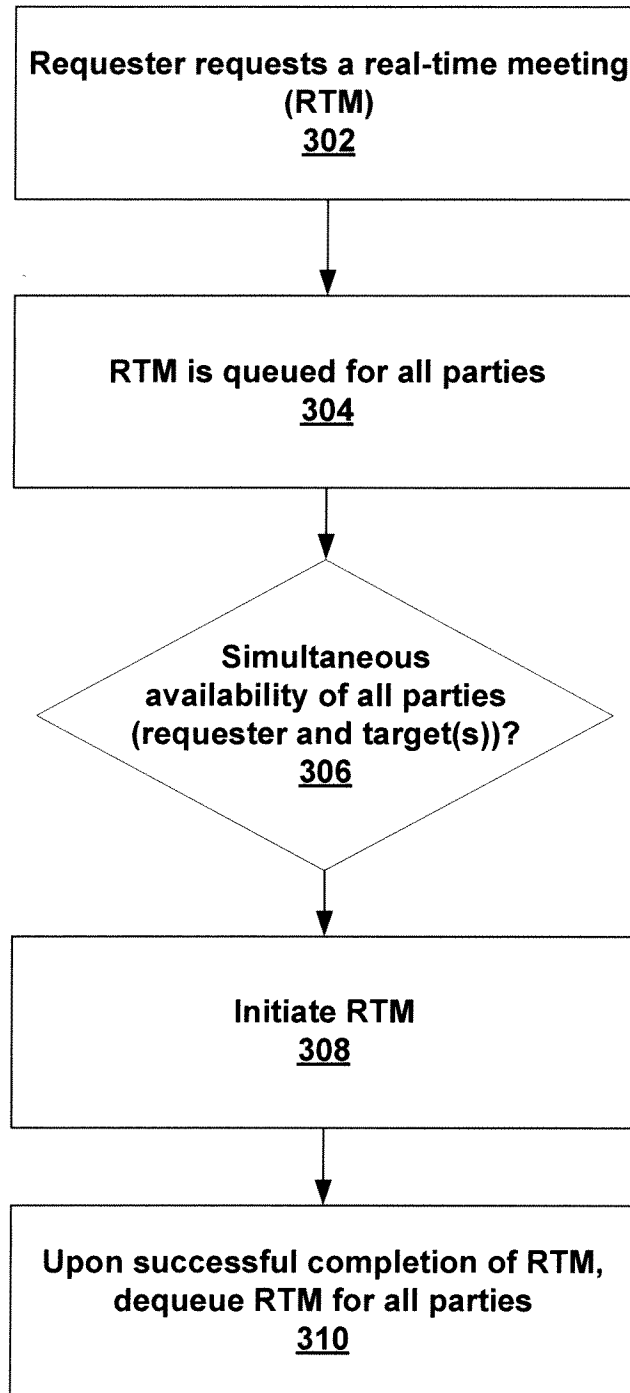 Requester requests a real-time meeting
(RTM)
302
RTM is queued for all parties
304
Simultaneous
availability of all parties
(requester and target(s))?
306
Initiate RTM
308
Upon successful completion of RTM,
dequeue RTM for all parties
310